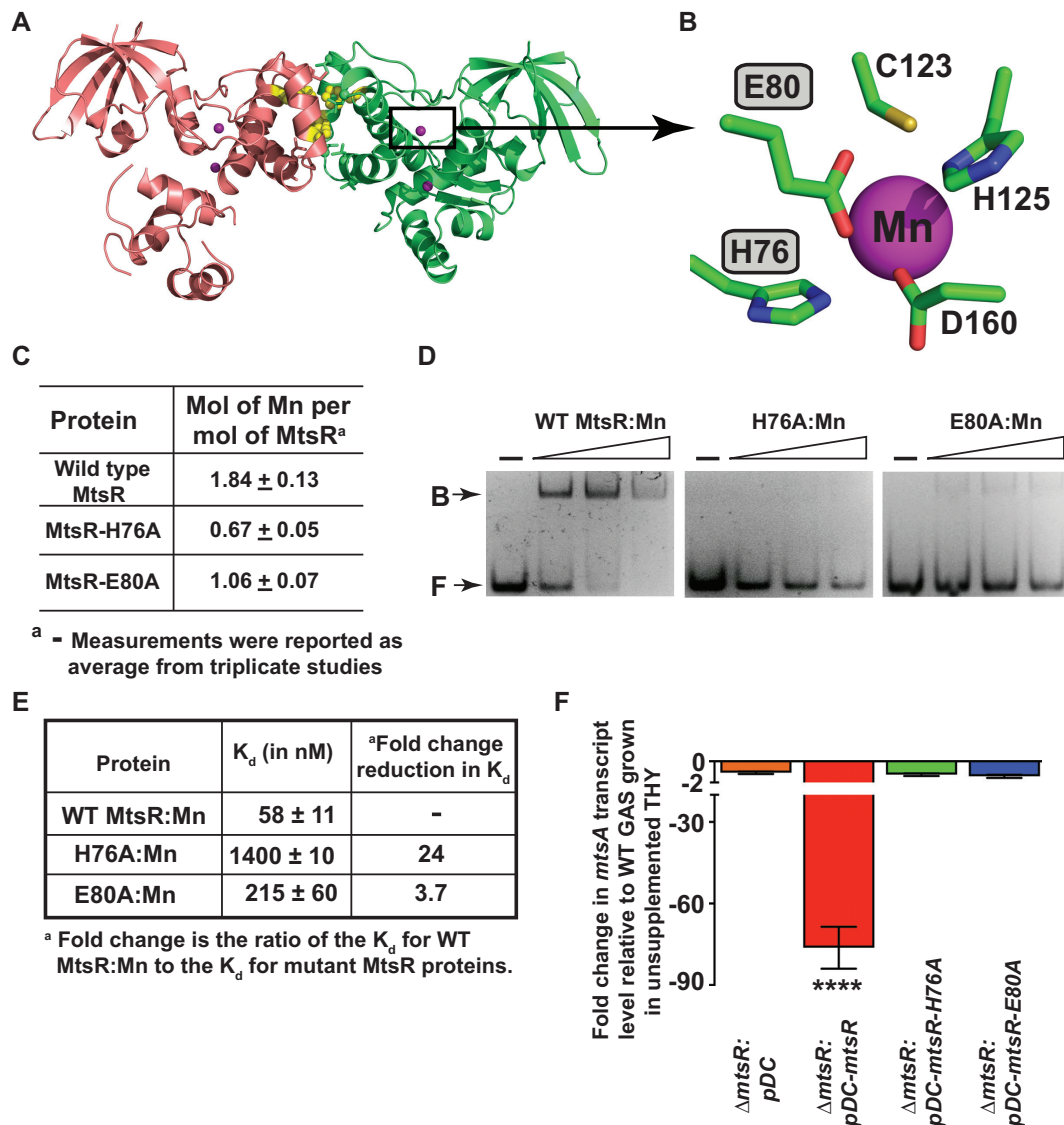 A
B
E80
C123
H125
Mn
H76
D160
C
Protein
Mol of Mn per
mol of MtsRᵃ
Wild type
MtsR
1.84 ± 0.13
MtsR-H76A
0.67 ± 0.05
MtsR-E80A
1.06 ± 0.07
ᵃ - Measurements were reported as
average from triplicate studies
D
WT MtsR:Mn
H76A:Mn
E80A:Mn
B
F
E
Protein
K_d (in nM)
ᵃFold change
reduction in K_d
WT MtsR:Mn
58 ± 11
-
H76A:Mn
1400 ± 10
24
E80A:Mn
215 ± 60
3.7
ᵃ Fold change is the ratio of the K_d for WT
MtsR:Mn to the K_d for mutant MtsR proteins.
F
Fold change in mtsA transcript
level relative to WT GAS grown
in unsupplemented THY
0
-2
-30
-60
-90
****
ΔmtsR:
pDC
ΔmtsR:
pDC-mtsR
ΔmtsR:
pDC-mtsR-H76A
ΔmtsR:
pDC-mtsR-E80A